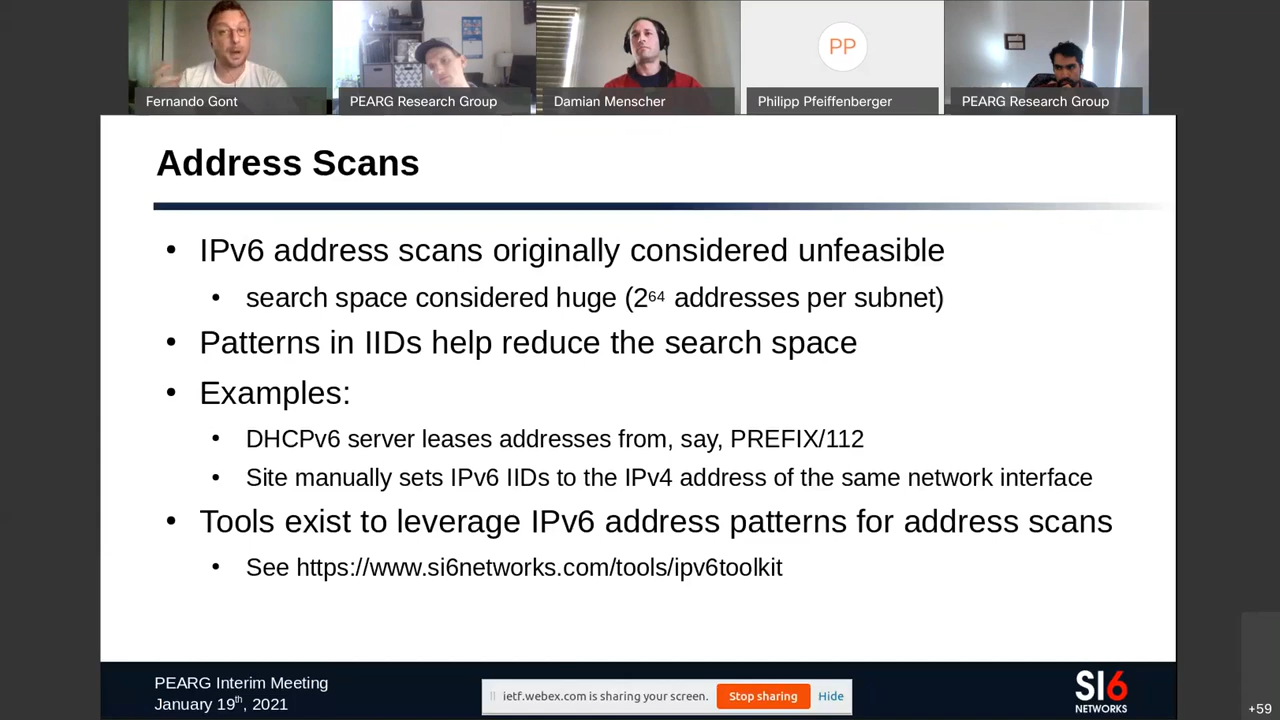 PP
Fernando Gont
PEARG Research Group
Damian Menscher
Philipp Pfeiffenberger
PEARG Research Group
Address Scans
• IPv6 address scans originally considered unfeasible
• search space considered huge (2⁶⁴ addresses per subnet)
• Patterns in IIDs help reduce the search space
• Examples:
• DHCPv6 server leases addresses from, say, PREFIX/112
• Site manually sets IPv6 IIDs to the IPv4 address of the same network interface
• Tools exist to leverage IPv6 address patterns for address scans
• See https://www.si6networks.com/tools/ipv6toolkit
PEARG Interim Meeting
January 19th, 2021
ietf.webex.com is sharing your screen.
Stop sharing
Hide
SI6
NETWORKS
+59